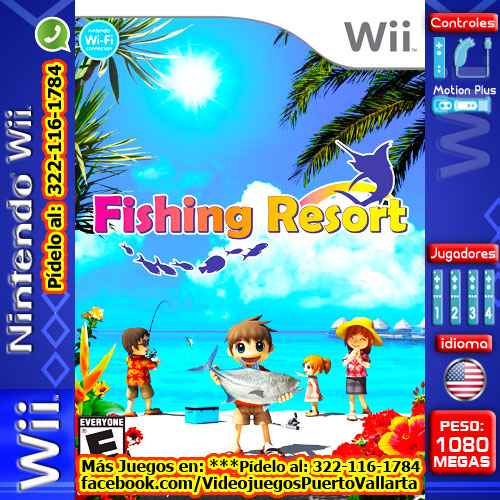 Nintendo Wii
Wii
Pídelo al: 322-116-1784
Nintendo
Wi-Fi
CONNECTION
Wii™
Fishing Resort
EVERYONE
E
Más Juegos en: ***Pídelo al: 322-116-1784
facebook.com/VideojuegosPuertoVallarta
Controles
Motion Plus
Wii
Jugadores
1 2 3 4
idioma
PESO:
1080
MEGAS